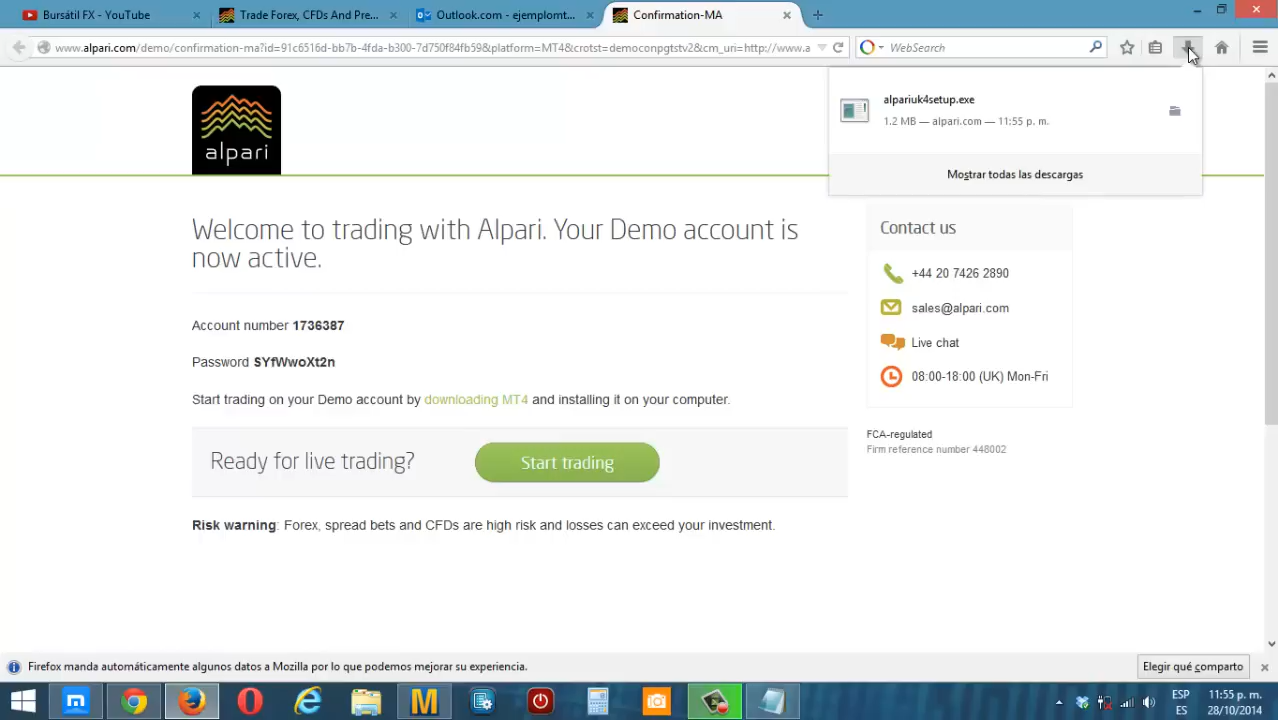 Bursátil FX - YouTube
Trade Forex, CFDs And Pre...
Outlook.com - ejemplomt...
Confirmation-MA
www.alpari.com/demo/confirmation-ma?id=91c6516d-bb7b-4fda-b300-7d750f84fb59&platform=MT4&crotst=democonpgtstv2&cm_uri=http://www.a
WebSearch
alpariuk4setup.exe
1.2 MB — alpari.com — 11:55 p. m.
Mostrar todas las descargas
alpari
Welcome to trading with Alpari. Your Demo account is
now active.
Account number 1736387
Password SYfWwoXt2n
Start trading on your Demo account by downloading MT4 and installing it on your computer.
Ready for live trading?
Start trading
Risk warning: Forex, spread bets and CFDs are high risk and losses can exceed your investment.
Contact us
+44 20 7426 2890
sales@alpari.com
Live chat
08:00-18:00 (UK) Mon-Fri
FCA-regulated
Firm reference number 448002
Firefox manda automáticamente algunos datos a Mozilla por lo que podemos mejorar su experiencia.
Elegir qué comparto
ESP
ES
11:55 p. m.
28/10/2014